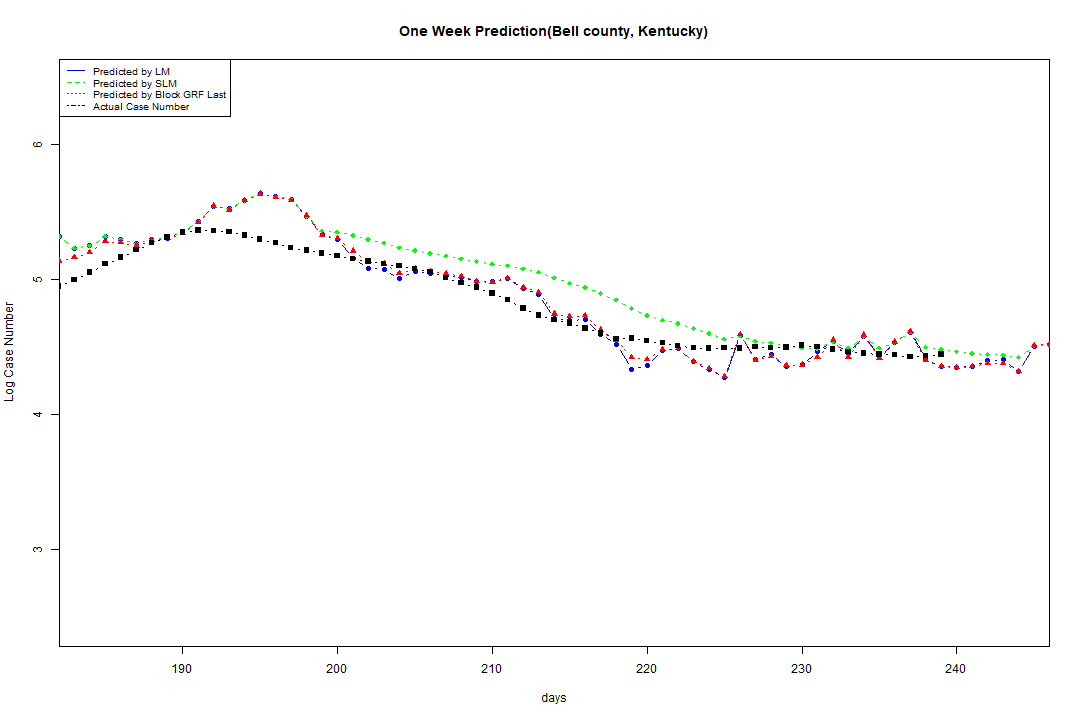 One Week Prediction(Bell county, Kentucky)
Predicted by LM
Predicted by SLM
Predicted by Block GRF Last
Actual Case Number
6
5
4
3
Log Case Number
190 200 210 220 230 240
days